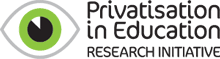 Privatisation
in Education
RESEARCH INITIATIVE